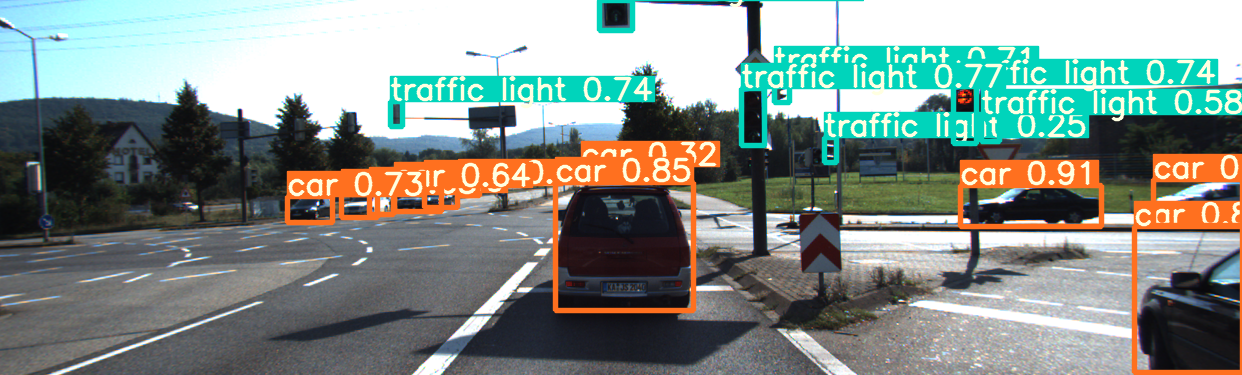 traffic light 0.71
traffic light 0.74
traffic light 0.77
fic light 0.74
traffic light 0.58
traffic light 0.25
car 0.32
car 0.85
car 0.73
0.64
car 0.91
car 0
car 0.8